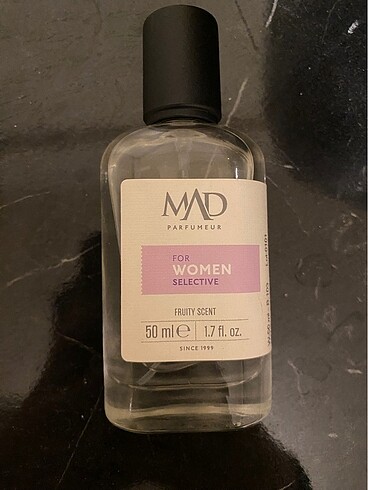 MAD
PARFUMEUR
FOR
WOMEN
SELECTIVE
FRUITY SCENT
50 ml ℮ 1.7 fl. oz.
SINCE 1999